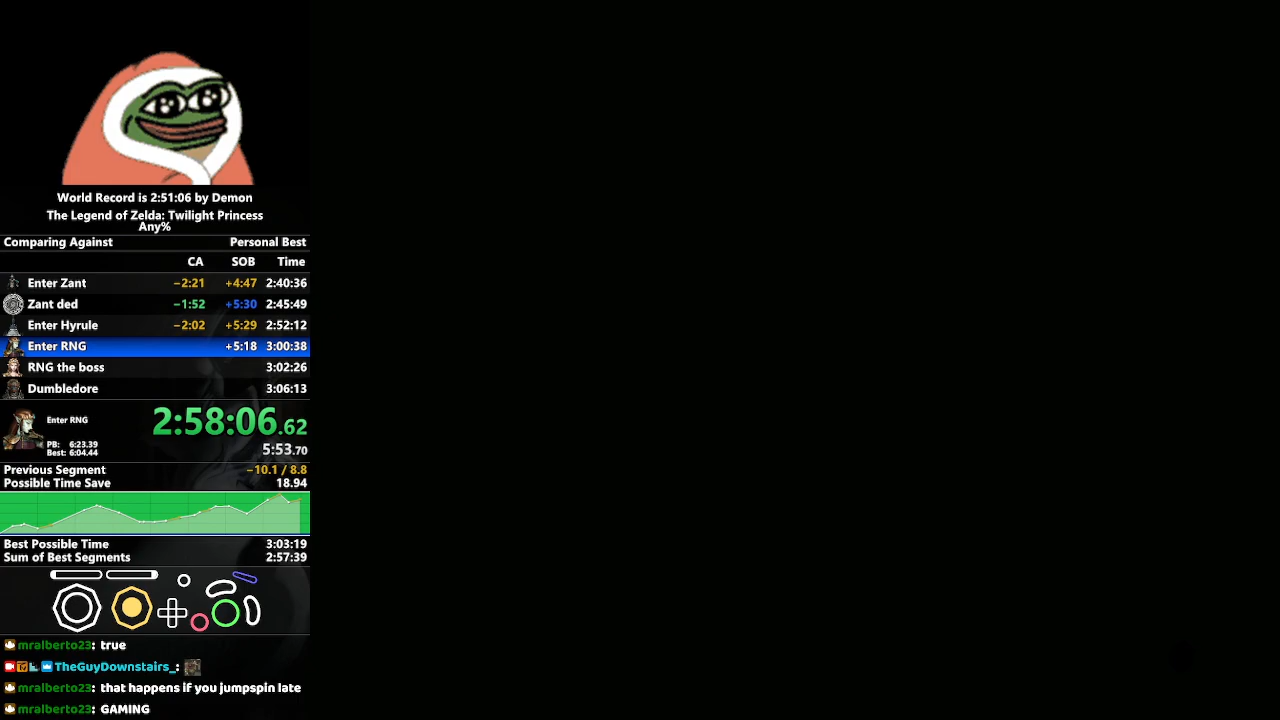 World Record is 2:51:06 by Demon
The Legend of Zelda: Twilight Princess
Any%
Comparing Against Personal Best
CA SOB Time
Enter Zant −2:21 +4:47 2:40:36
Zant ded −1:52 +5:30 2:45:49
Enter Hyrule −2:02 +5:29 2:52:12
Enter RNG +5:18 3:00:38
RNG the boss 3:02:26
Dumbledore 3:06:13
Enter RNG 2:58:06.62
PB: 6:23.39 5:53.70
Best: 6:04.44
Previous Segment −10.1 / 8.8
Possible Time Save 18.94
Best Possible Time 3:03:19
Sum of Best Segments 2:57:39
mralberto23: true
TheGuyDownstairs_:
mralberto23: that happens if you jumpspin late
mralberto23: GAMING